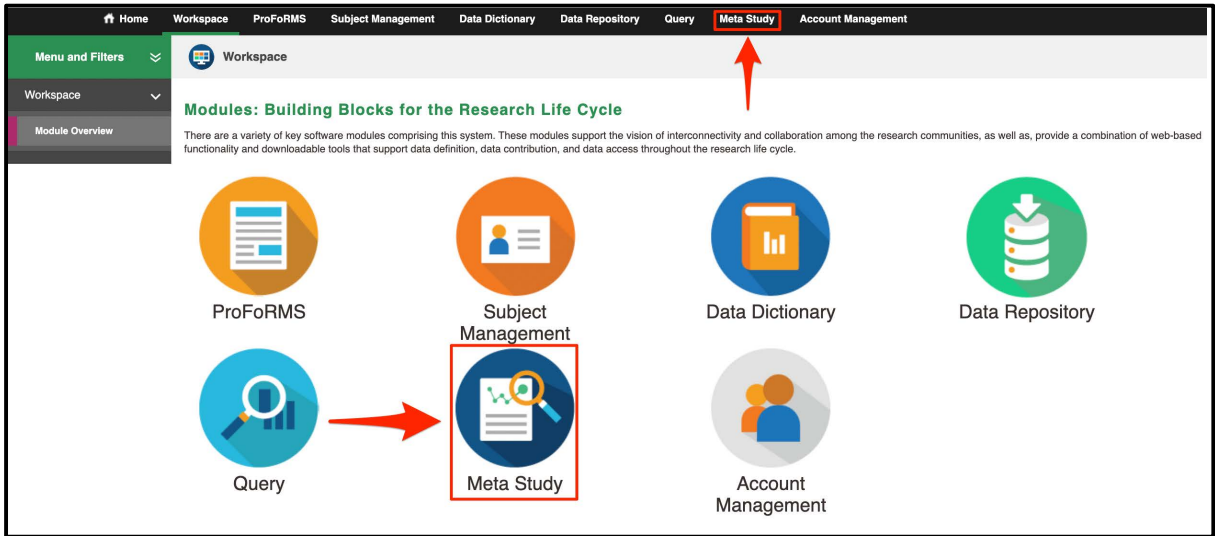 Home Workspace ProFoRMS Subject Management Data Dictionary Data Repository Query Meta Study Account Management
Menu and Filters
Workspace
Workspace
Module Overview
Modules: Building Blocks for the Research Life Cycle
There are a variety of key software modules comprising this system. These modules support the vision of interconnectivity and collaboration among the research communities, as well as, provide a combination of web-based
functionality and downloadable tools that support data definition, data contribution, and data access throughout the research life cycle.
ProFoRMS
Subject
Management
Data Dictionary
Data Repository
Query
Meta Study
Account
Management